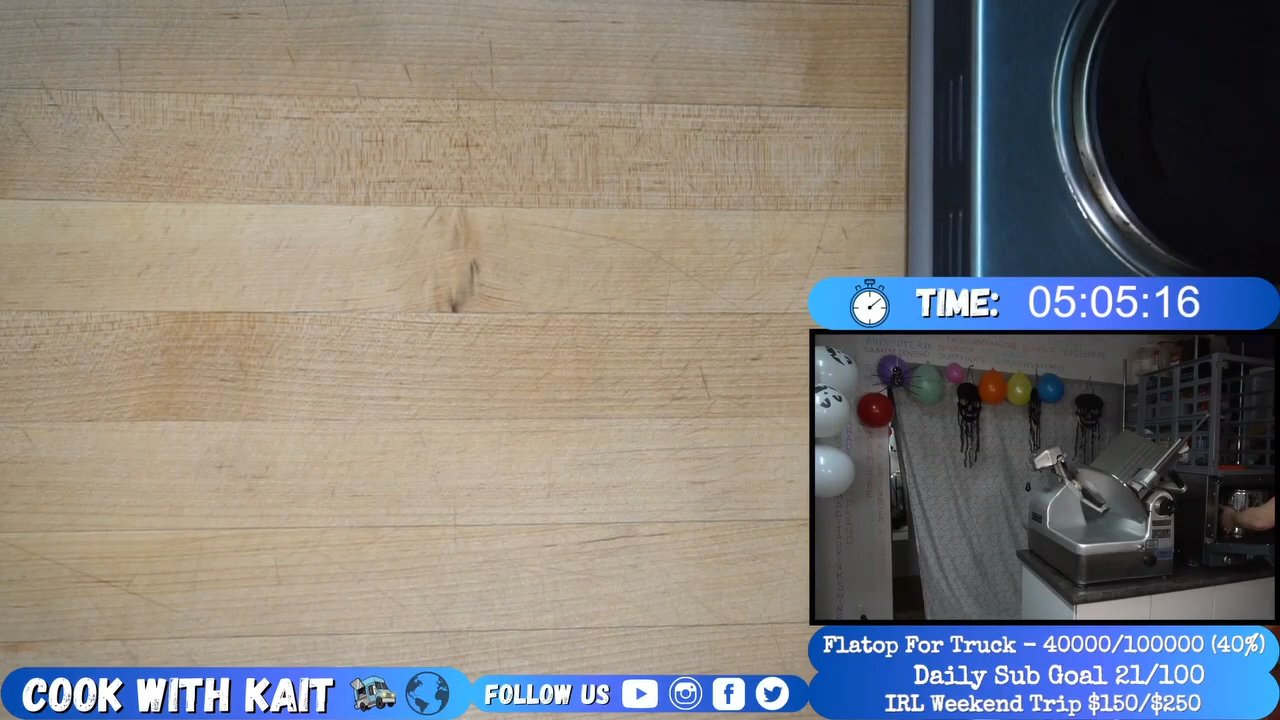 TIME: 05:05:16
Flatop For Truck - 40000/100000 (40%)
Daily Sub Goal 21/100
IRL Weekend Trip $150/$250
COOK WITH KAIT
FOLLOW US